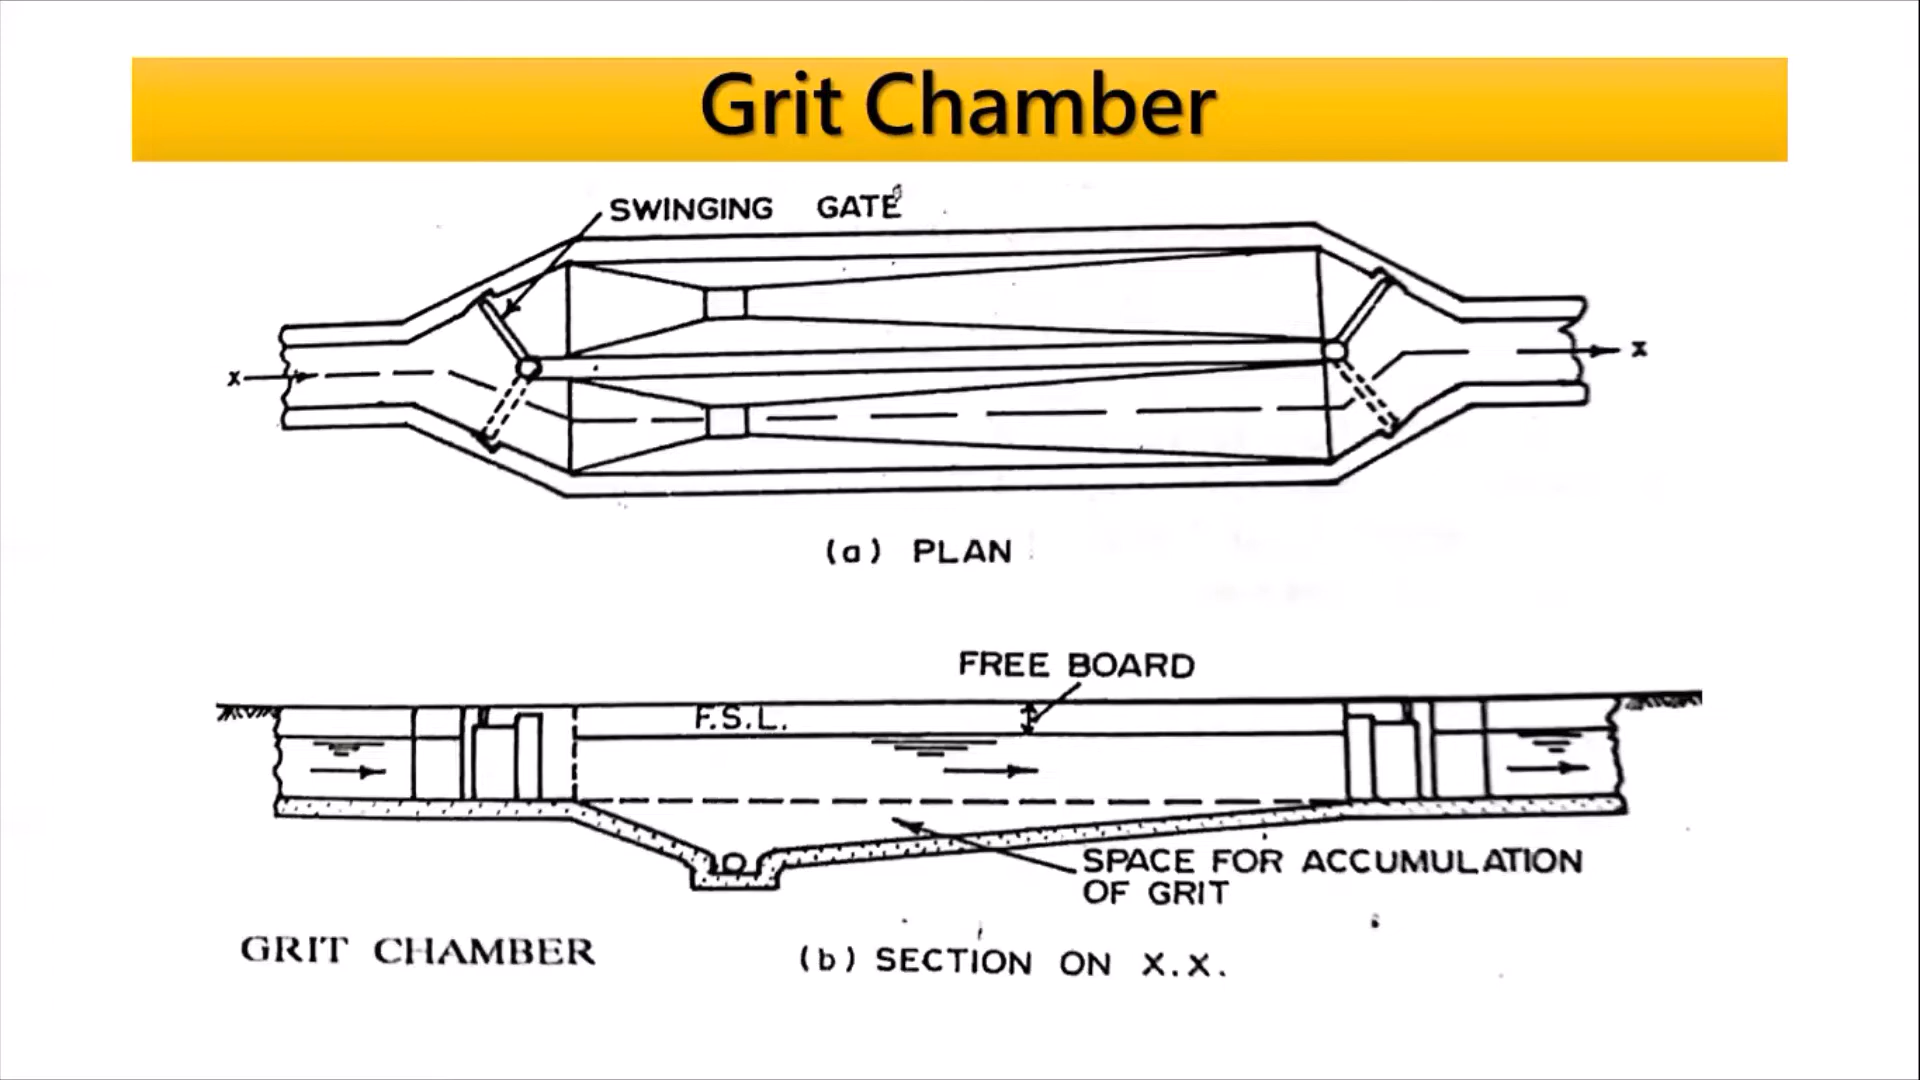 Grit Chamber
SWINGING GATE
x
x
(a) PLAN
FREE BOARD
F.S.L.
SPACE FOR ACCUMULATION
OF GRIT
GRIT CHAMBER
(b) SECTION ON X.X.